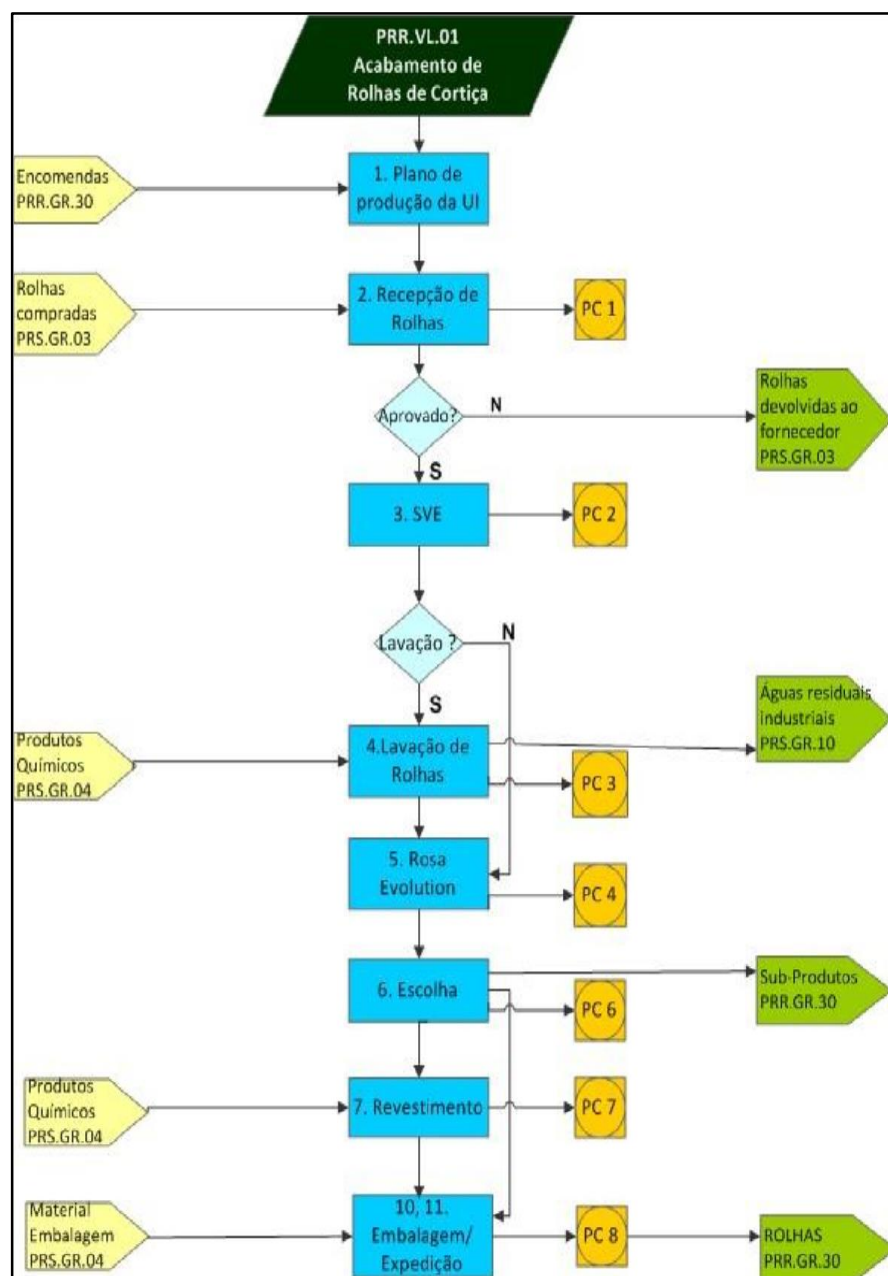 PRR.VL.01
Acabamento de
Rolhas de Cortiça
Encomendas
PRR.GR.30
1. Plano de
produção da UI
Rolhas
compradas
PRS.GR.03
2. Recepção de
Rolhas
PC 1
Aprovado?
N
Rolhas
devolvidas ao
fornecedor
PRS.GR.03
S
3. SVE
PC 2
Lavação ?
N
S
Produtos
Químicos
PRS.GR.04
4.Lavação de
Rolhas
Águas residuais
industriais
PRS.GR.10
PC 3
5. Rosa
Evolution
PC 4
6. Escolha
Sub-Produtos
PRR.GR.30
PC 6
Produtos
Químicos
PRS.GR.04
7. Revestimento
PC 7
Material
Embalagem
PRS.GR.04
10, 11.
Embalagem/
Expedição
PC 8
ROLHAS
PRR.GR.30